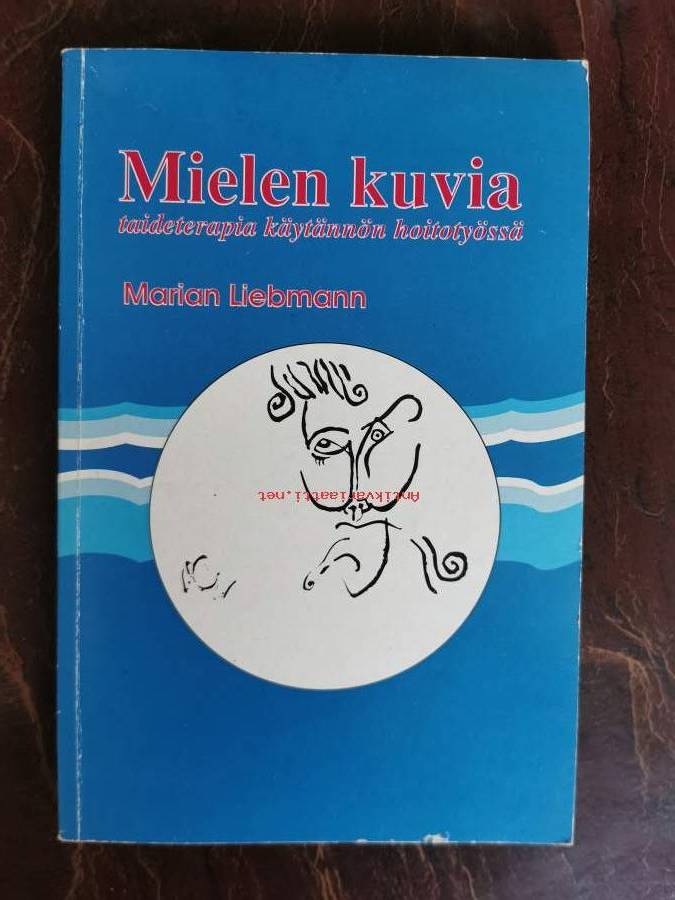 Mielen kuvia
taideterapia käytännön hoitotyössä
Marian Liebmann
Antikvariaatti.net